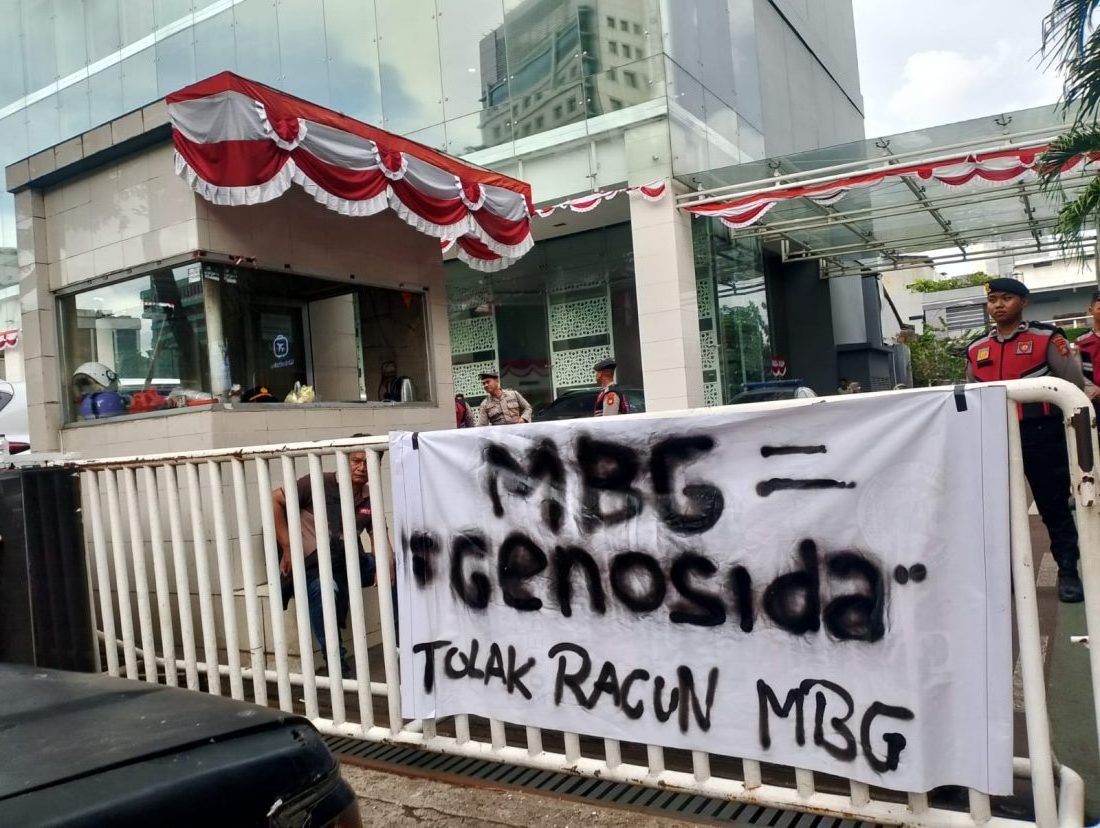 MBG =
"Genosida"
TOLAK RACUN MBG